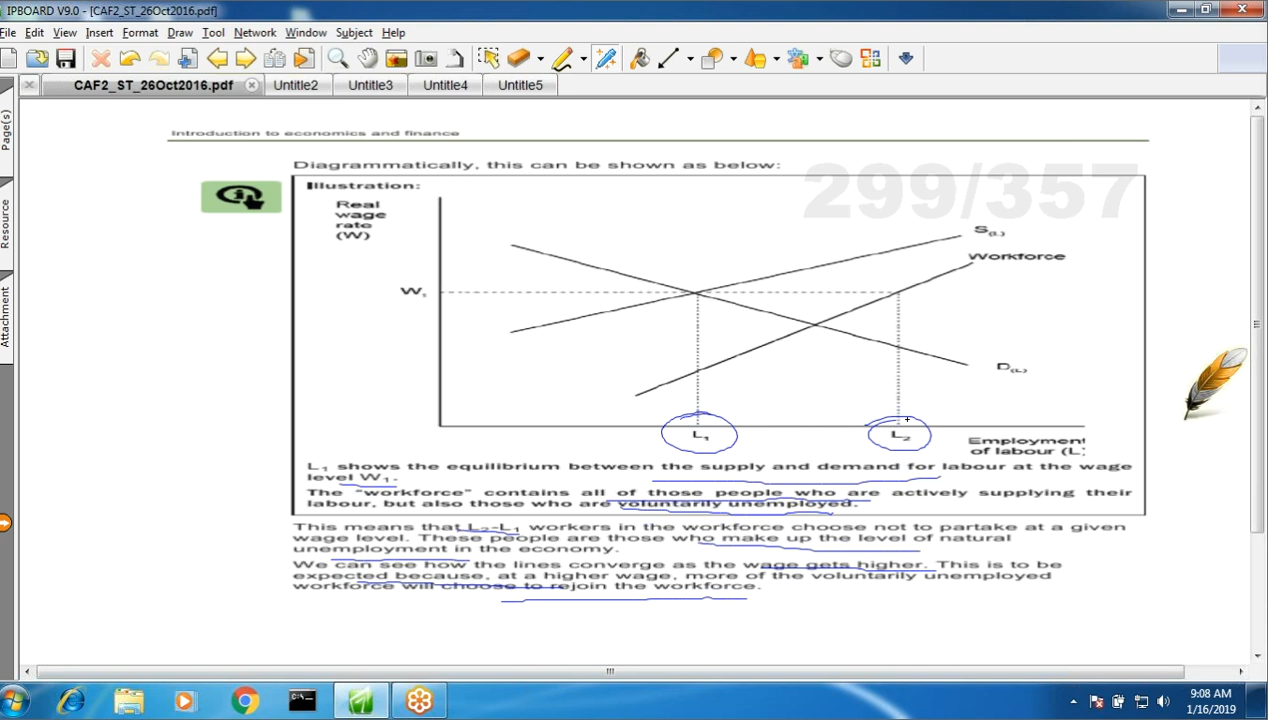 IPBOARD V9.0 - [CAF2_ST_26Oct2016.pdf]
File Edit View Insert Format Draw Tool Network Window Subject Help
CAF2_ST_26Oct2016.pdf Untitle2 Untitle3 Untitle4 Untitle5
Page(s)
Resource
Attachment
Introduction to economics and finance
Diagrammatically, this can be shown as below:
299/357
Illustration:
Real
wage
rate
(W)
S(L)
Workforce
W1
D(L)
L1
L2
Employment
of labour (L)
L1 shows the equilibrium between the supply and demand for labour at the wage
level W1.
The "workforce" contains all of those people who are actively supplying their
labour, but also those who are voluntarily unemployed.
This means that L2-L1 workers in the workforce choose not to partake at a given
wage level. These people are those who make up the level of natural
unemployment in the economy.
We can see how the lines converge as the wage gets higher. This is to be
expected because, at a higher wage, more of the voluntarily unemployed
workforce will choose to rejoin the workforce.
9:08 AM
1/16/2019